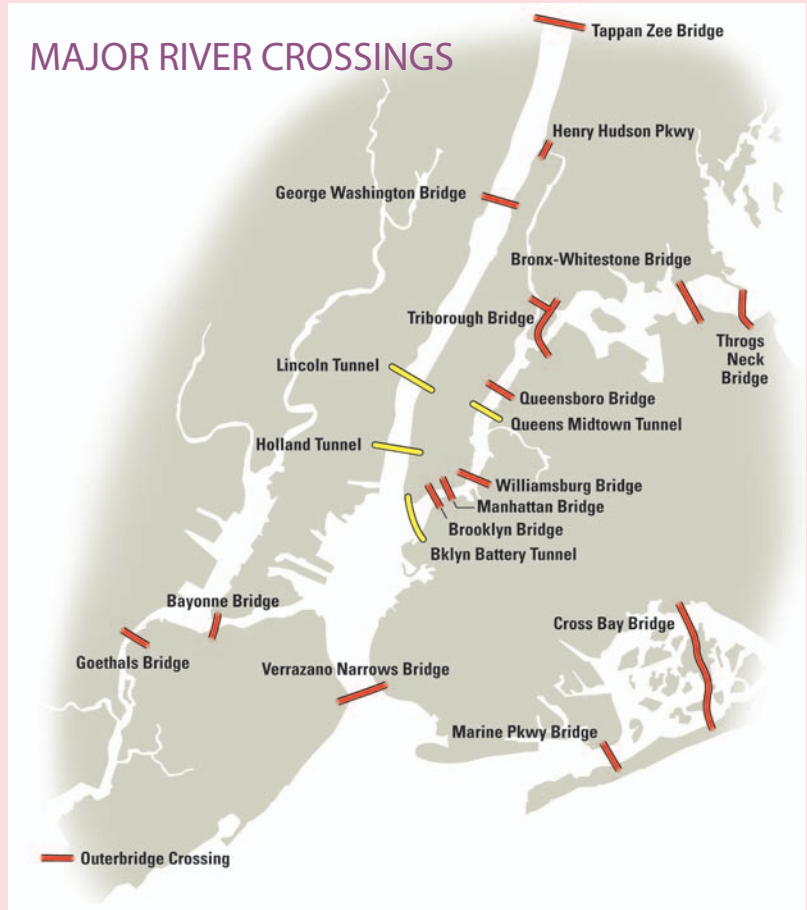 MAJOR RIVER CROSSINGS
Tappan Zee Bridge
Henry Hudson Pkwy
George Washington Bridge
Bronx-Whitestone Bridge
Triborough Bridge
Throgs
Neck
Bridge
Lincoln Tunnel
Queensboro Bridge
Queens Midtown Tunnel
Holland Tunnel
Williamsburg Bridge
Manhattan Bridge
Brooklyn Bridge
Bklyn Battery Tunnel
Bayonne Bridge
Cross Bay Bridge
Goethals Bridge
Verrazano Narrows Bridge
Marine Pkwy Bridge
Outerbridge Crossing